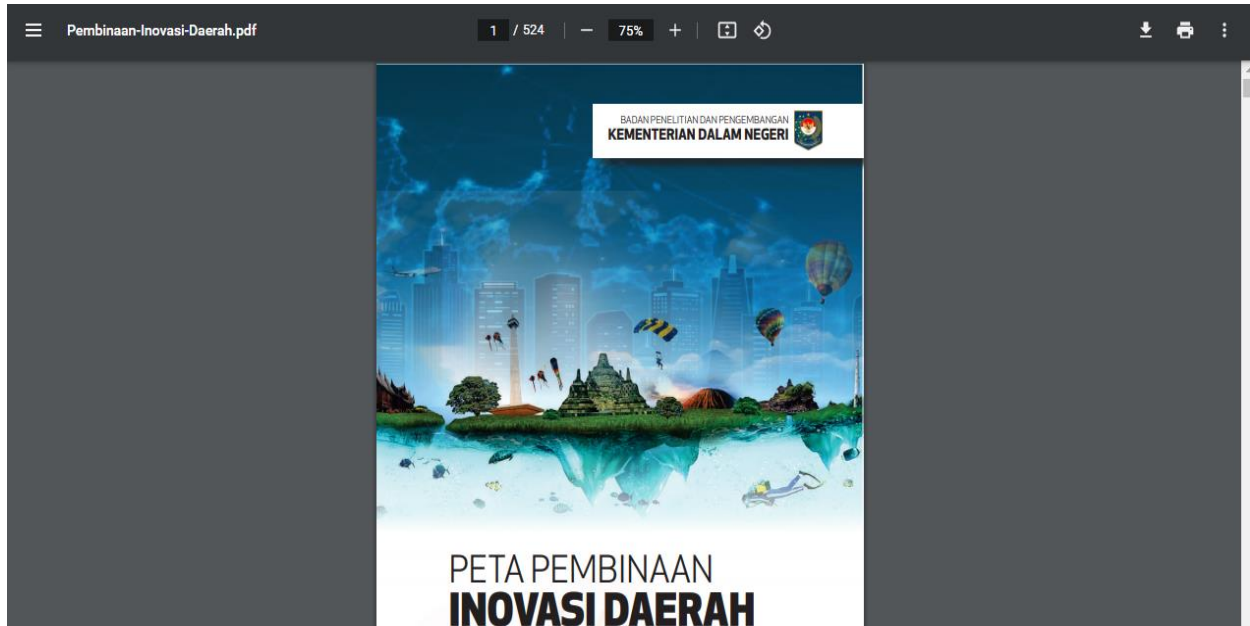 Pembinaan-Inovasi-Daerah.pdf
1 / 524
75%
BADAN PENELITIAN DAN PENGEMBANGAN
KEMENTERIAN DALAM NEGERI
PETA PEMBINAAN
INOVASI DAERAH